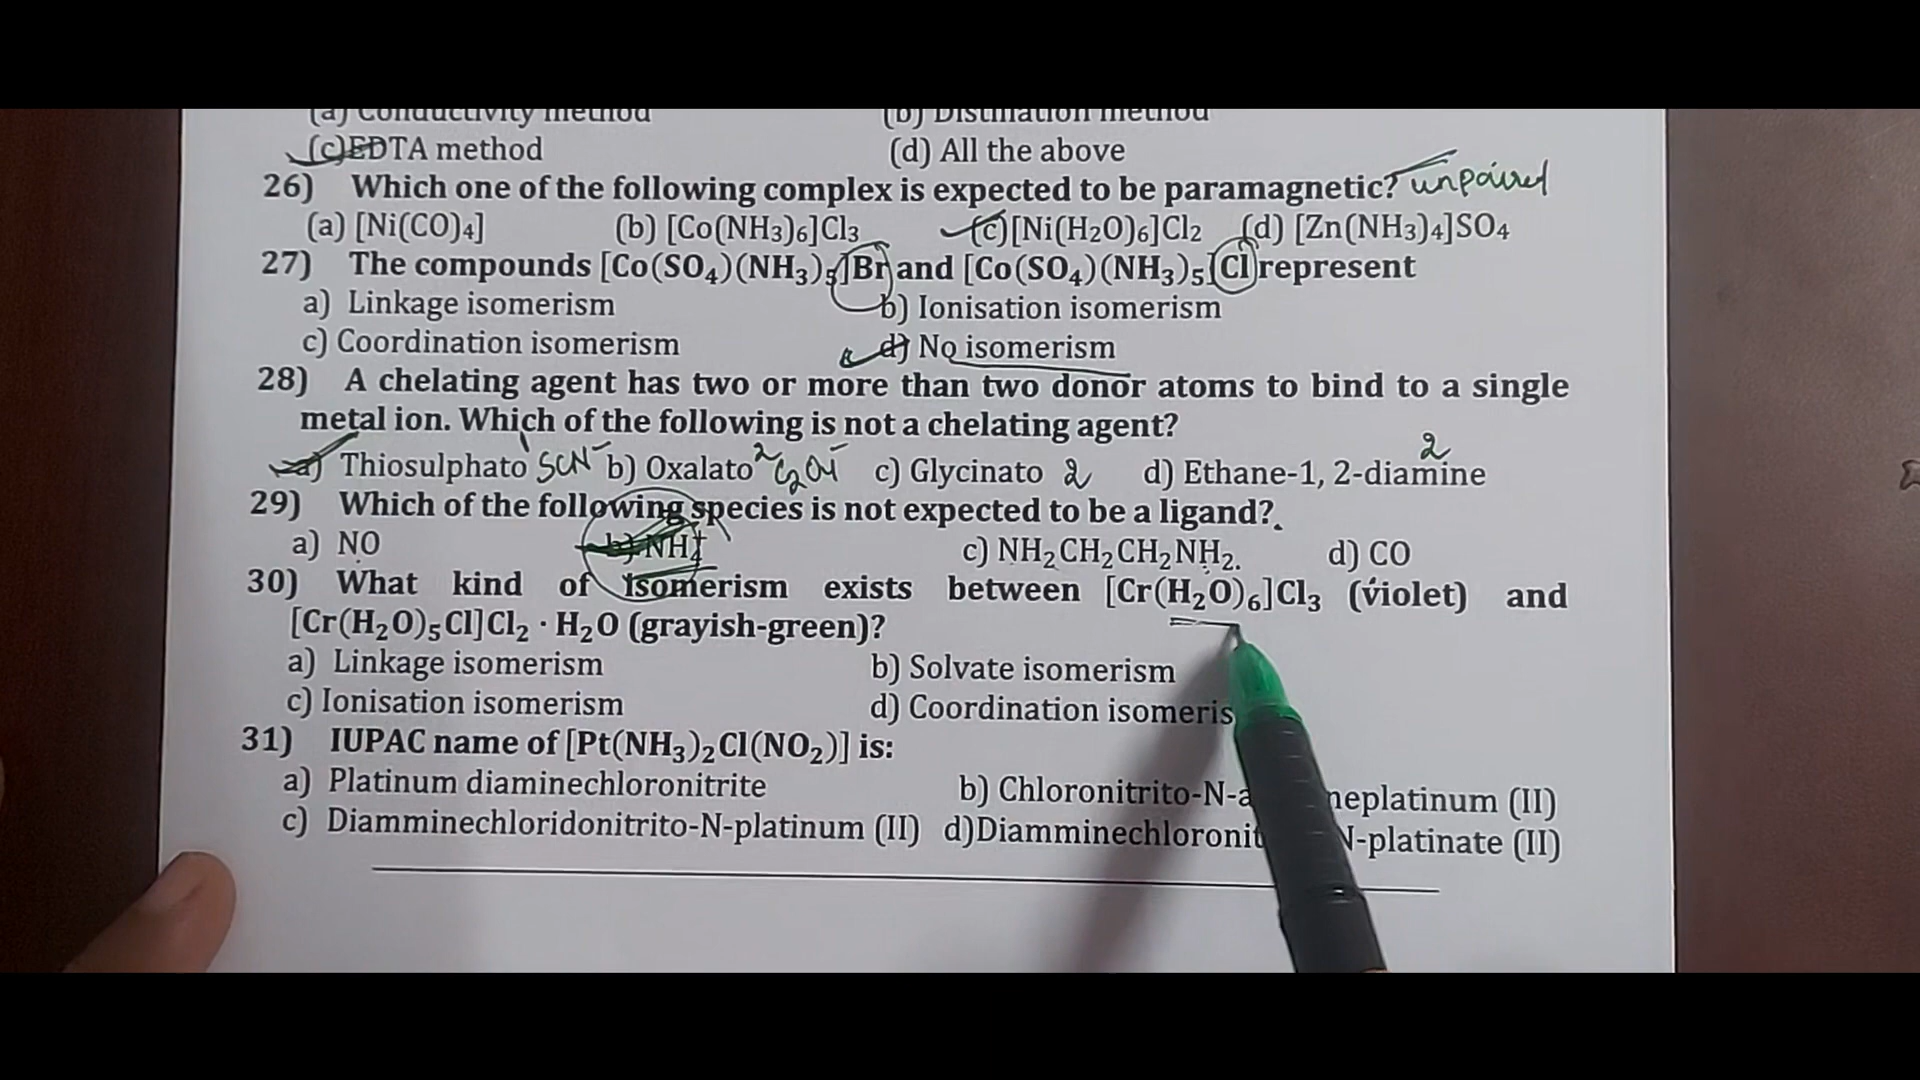 (a) Conductivity method (b) Distillation method
(c) EDTA method (d) All the above
26) Which one of the following complex is expected to be paramagnetic? unpaired
(a) [Ni(CO)4] (b) [Co(NH3)6]Cl3 (c) [Ni(H2O)6]Cl2 (d) [Zn(NH3)4]SO4
27) The compounds [Co(SO₄)(NH₃)₅]Br and [Co(SO₄)(NH₃)₅]Cl represent
a) Linkage isomerism b) Ionisation isomerism
c) Coordination isomerism d) No isomerism
28) A chelating agent has two or more than two donor atoms to bind to a single
metal ion. Which of the following is not a chelating agent?
a) Thiosulphato SCN⁻ b) Oxalato 2 c) Glycinato 2 d) Ethane-1, 2-diamine 2
29) Which of the following species is not expected to be a ligand?
a) NO b) NH₄⁺ c) NH₂CH₂CH₂NH₂. d) CO
30) What kind of isomerism exists between [Cr(H₂O)₆]Cl₃ (violet) and
[Cr(H₂O)₅Cl]Cl₂ · H₂O (grayish-green)?
a) Linkage isomerism b) Solvate isomerism
c) Ionisation isomerism d) Coordination isomeris
31) IUPAC name of [Pt(NH₃)₂Cl(NO₂)] is:
a) Platinum diaminechloronitrite b) Chloronitrito-N-a neplatinum (II)
c) Diamminechloridonitrito-N-platinum (II) d)Diamminechloronit N-platinate (II)